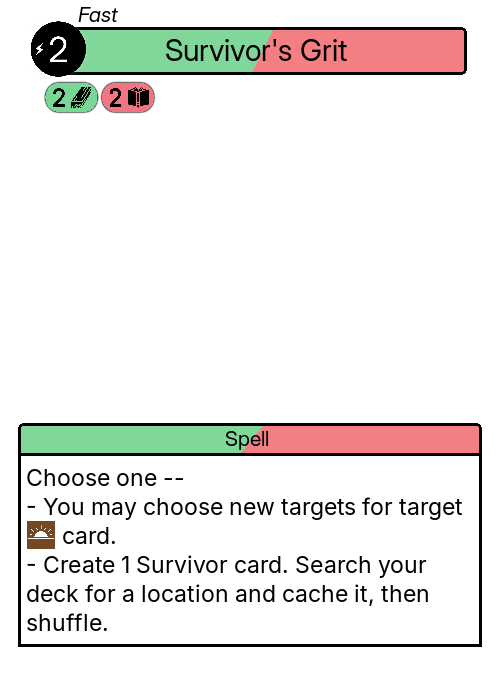 Fast
2 Survivor's Grit
2 2
Spell
Choose one --
- You may choose new targets for target
card.
- Create 1 Survivor card. Search your
deck for a location and cache it, then
shuffle.